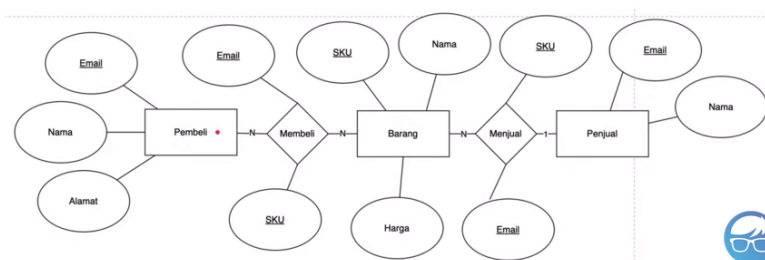 Email
Nama
Alamat
Pembeli
N
Email
Membeli
SKU
N
SKU
Nama
Barang
Harga
N
SKU
Menjual
Email
1
Email
Nama
Penjual